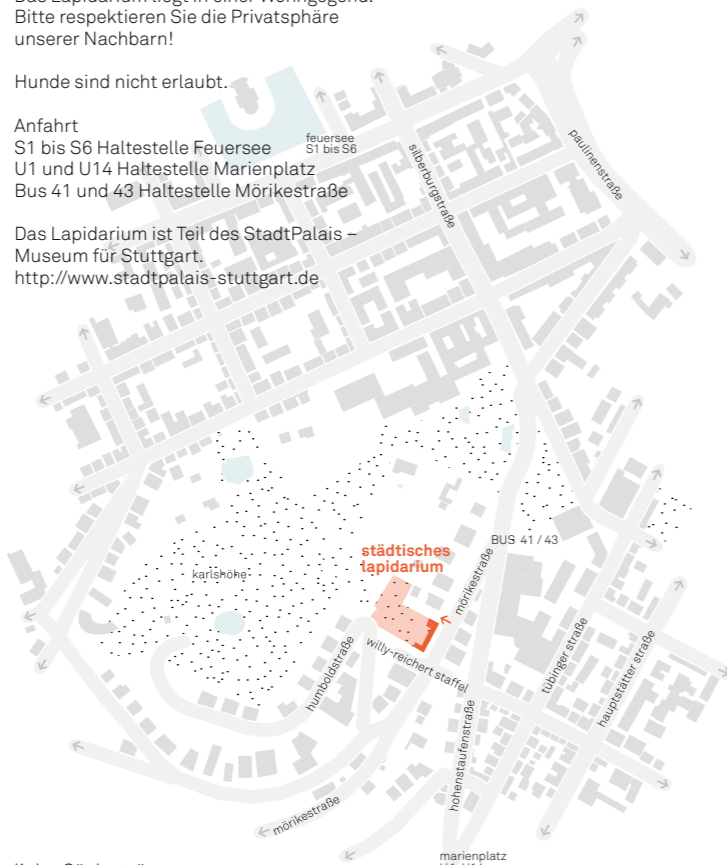 Bitte respektieren Sie die Privatsphäre
unserer Nachbarn!
Hunde sind nicht erlaubt.
Anfahrt
S1 bis S6 Haltestelle Feuersee
U1 und U14 Haltestelle Marienplatz
Bus 41 und 43 Haltestelle Mörikestraße
Das Lapidarium ist Teil des StadtPalais –
Museum für Stuttgart.
http://www.stadtpalais-stuttgart.de
feuersee
S1 bis S6
silberburgstraße
paulinenstraße
BUS 41 / 43
städtisches
lapidarium
karlshöhe
mörikestraße
humboldstraße
willy-reichert staffel
tübinger straße
hauptstätter straße
hohenstaufenstraße
mörikestraße
marienplatz